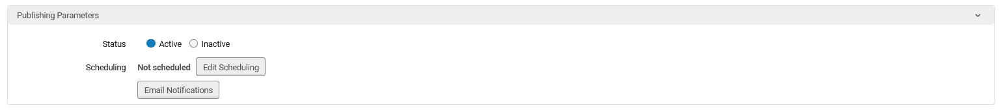 Publishing Parameters
Status Active Inactive
Scheduling Not scheduled Edit Scheduling
Email Notifications